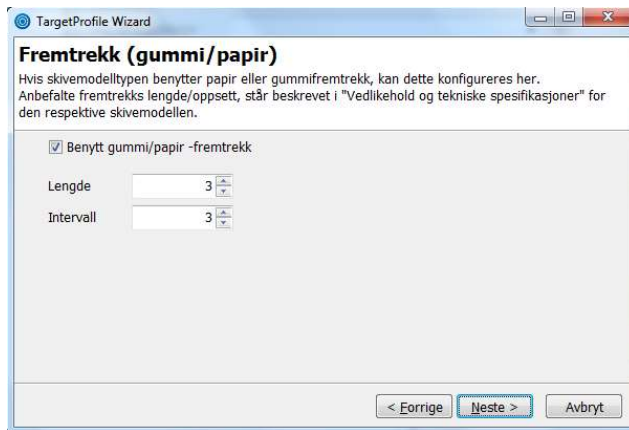 TargetProfile Wizard
Fremtrekk (gummi/papir)
Hvis skivemodelltypen benytter papir eller gummifremtrekk, kan dette konfigureres her.
Anbefalte fremtrekks lengde/oppsett, står beskrevet i "Vedlikehold og tekniske spesifikasjoner" for
den respektive skivemodellen.
Benytt gummi/papir -fremtrekk
Lengde 3
Intervall 3
< Forrige Neste > Avbryt